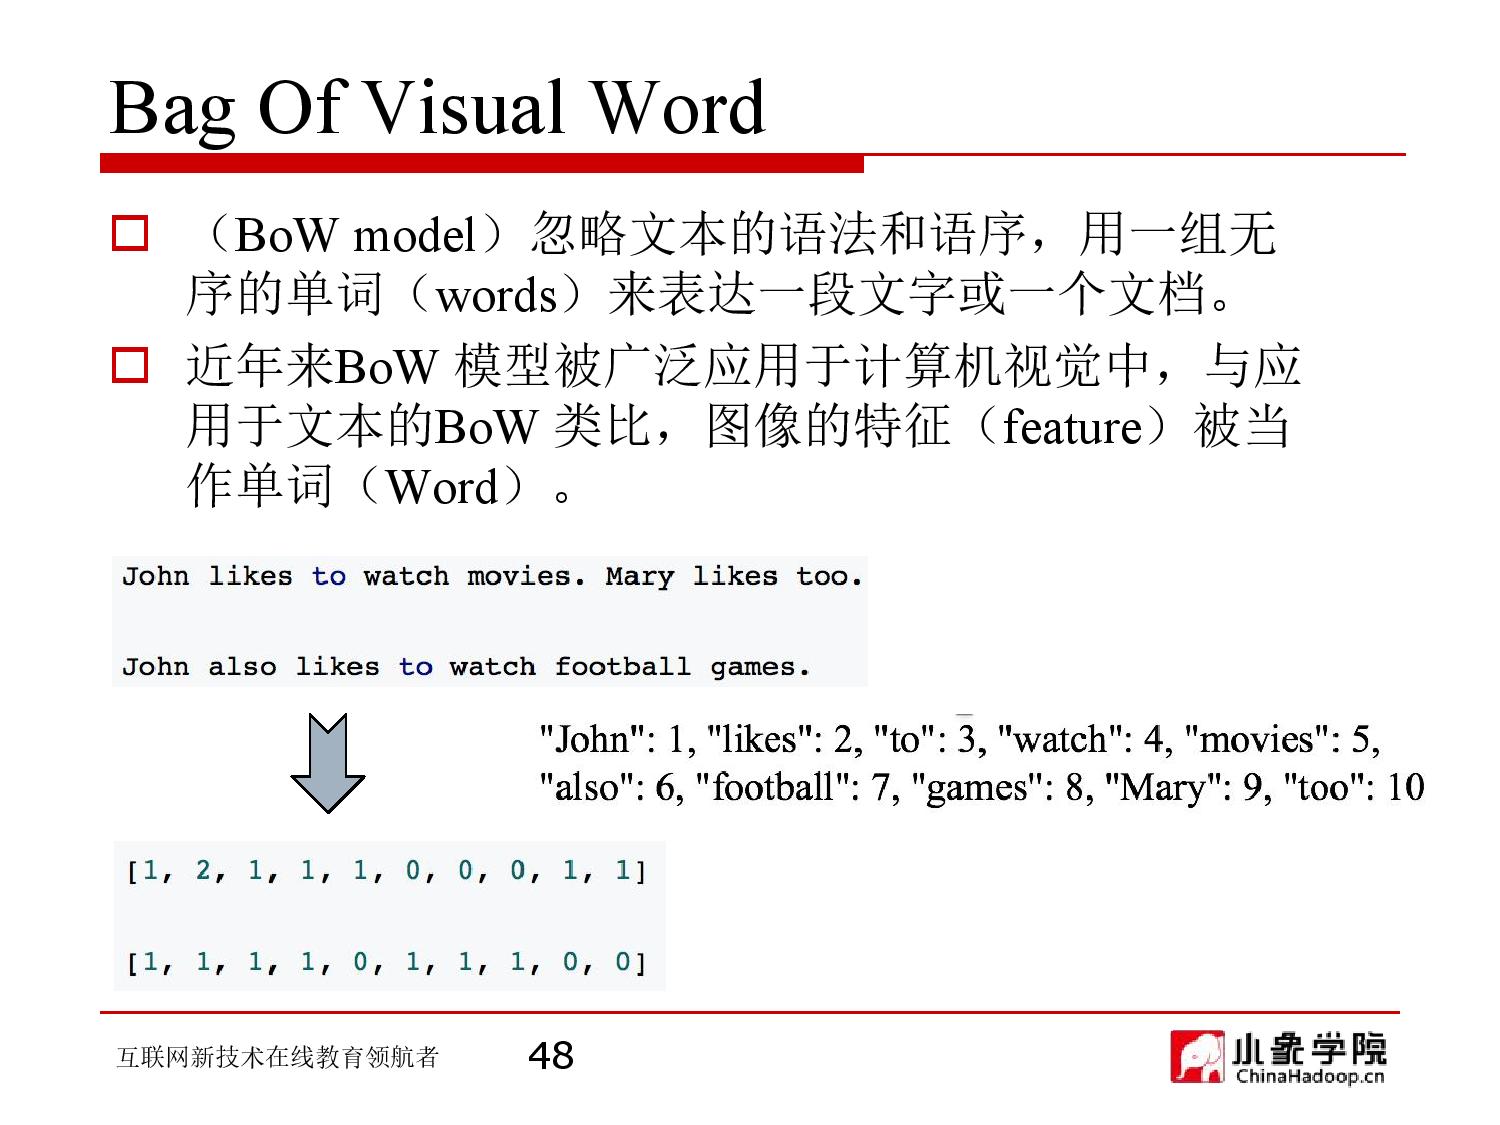 Bag Of Visual Word
（BoW model）忽略文本的语法和语序，用一组无
序的单词（words）来表达一段文字或一个文档。
近年来BoW 模型被广泛应用于计算机视觉中，与应
用于文本的BoW 类比，图像的特征（feature）被当
作单词（Word）。
John likes to watch movies. Mary likes too.
John also likes to watch football games.
"John": 1, "likes": 2, "to": 3, "watch": 4, "movies": 5,
"also": 6, "football": 7, "games": 8, "Mary": 9, "too": 10
[1, 2, 1, 1, 1, 0, 0, 0, 1, 1]
[1, 1, 1, 1, 0, 1, 1, 1, 0, 0]
互联网新技术在线教育领航者
48
小象学院
ChinaHadoop.cn